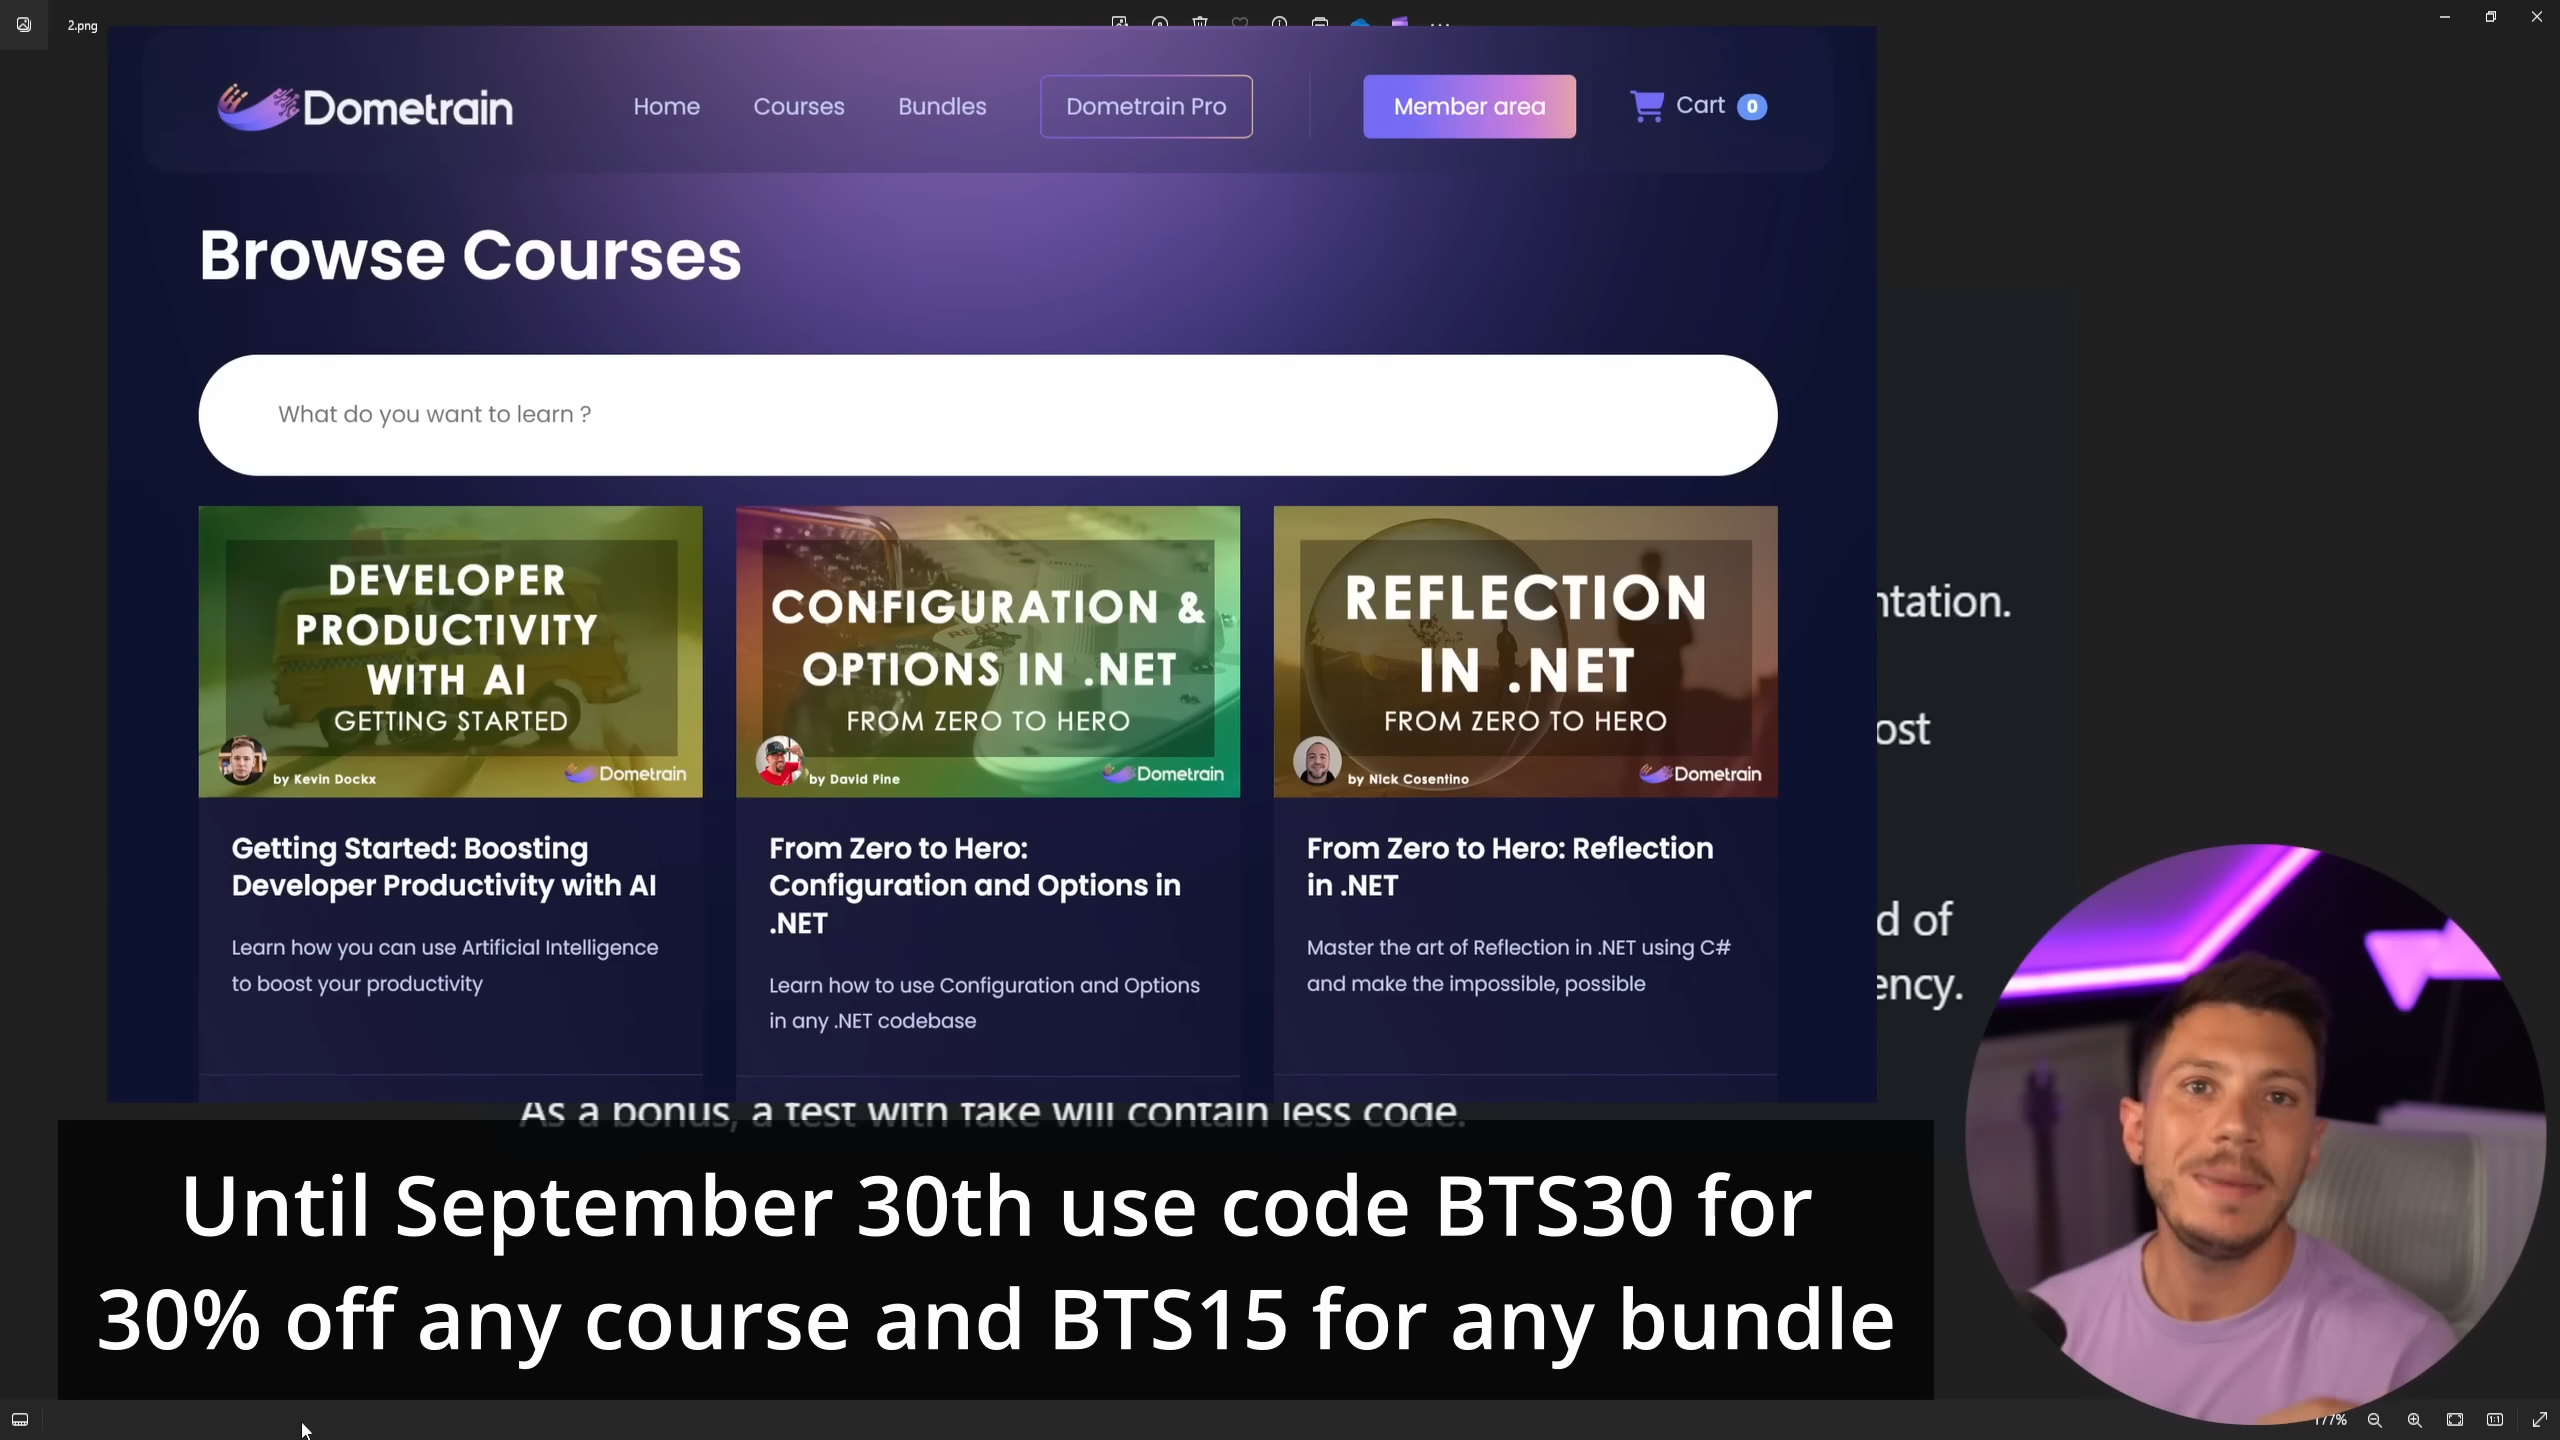 2.png
Dometrain
Home
Courses
Bundles
Dometrain Pro
Member area
Cart
0
Browse Courses
What do you want to learn ?
DEVELOPER
PRODUCTIVITY
WITH AI
GETTING STARTED
by Kevin Dockx
Dometrain
CONFIGURATION &
OPTIONS IN .NET
FROM ZERO TO HERO
by David Pine
Dometrain
REFLECTION
IN .NET
FROM ZERO TO HERO
by Nick Cosentino
Dometrain
Getting Started: Boosting
Developer Productivity with AI
Learn how you can use Artificial Intelligence
to boost your productivity
From Zero to Hero:
Configuration and Options in
.NET
Learn how to use Configuration and Options
in any .NET codebase
From Zero to Hero: Reflection
in .NET
Master the art of Reflection in .NET using C#
and make the impossible, possible
ntation.
ost
d of
ency.
As a bonus, a test with fake will contain less code.
Until September 30th use code BTS30 for
30% off any course and BTS15 for any bundle
177%